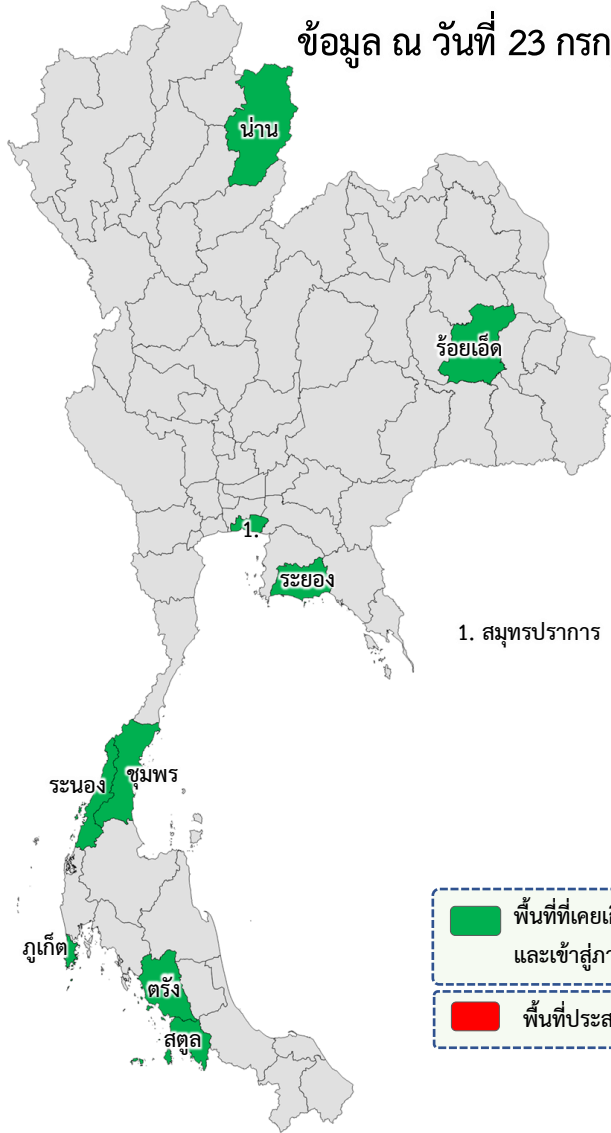 ข้อมูล ณ วันที่ 23 กรก
น่าน
ร้อยเอ็ด
1.
ระยอง
1. สมุทรปราการ
ชุมพร
ระนอง
ภูเก็ต
ตรัง
สตูล
พื้นที่ที่เคยเ
และเข้าสู่ภา
พื้นที่ประส